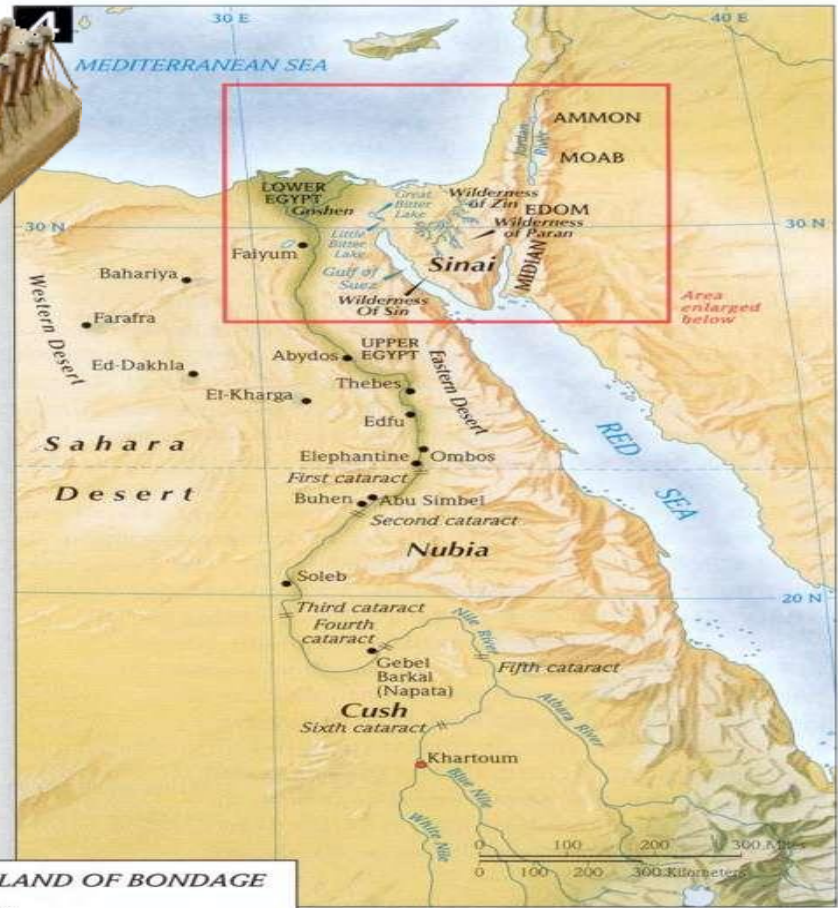 4
30 E
40 E
MEDITERRANEAN SEA
AMMON
Jordan
River
MOAB
LOWER
EGYPT
Goshen
Great
Bitter
Lake
Wilderness
of Zin
EDOM
30 N
30 N
Little
Bitter
Lake
Wilderness
of Paran
Faiyum
Sinai
MIDIAN
Bahariya
Gulf of
Suez
Wilderness
Of Sin
Area
enlarged
below
Western Desert
Farafra
UPPER
EGYPT
Abydos
Eastern Desert
Ed-Dakhla
Thebes
El-Kharga
Edfu
RED
SEA
Sahara
Desert
Elephantine
Ombos
First cataract
Buhen
Abu Simbel
Second cataract
Nubia
Soleb
20 N
Third cataract
Fourth
cataract
Nile River
Gebel
Barkal
(Napata)
Fifth cataract
Cush
Atbara River
Sixth cataract
Khartoum
Blue Nile
White Nile
0 100 200 300 Miles
0 100 200 300 Kilometers
LAND OF BONDAGE